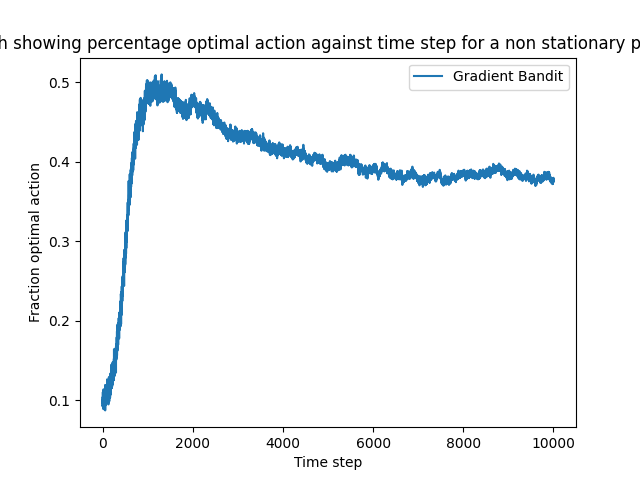 h showing percentage optimal action against time step for a non stationary p
Gradient Bandit
0.5
0.4
0.3
0.2
0.1
Fraction optimal action
0 2000 4000 6000 8000 10000
Time step